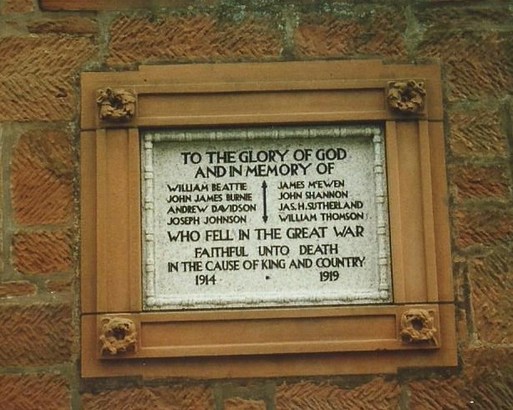 TO THE GLORY OF GOD
AND IN MEMORY OF
WILLIAM BEATTIE
JOHN JAMES BURNIE
ANDREW DAVIDSON
JOSEPH JOHNSON
JAMES McEWEN
JOHN SHANNON
JAS. H. SUTHERLAND
WILLIAM THOMSON
WHO FELL IN THE GREAT WAR
FAITHFUL UNTO DEATH
IN THE CAUSE OF KING AND COUNTRY
1914 · 1919